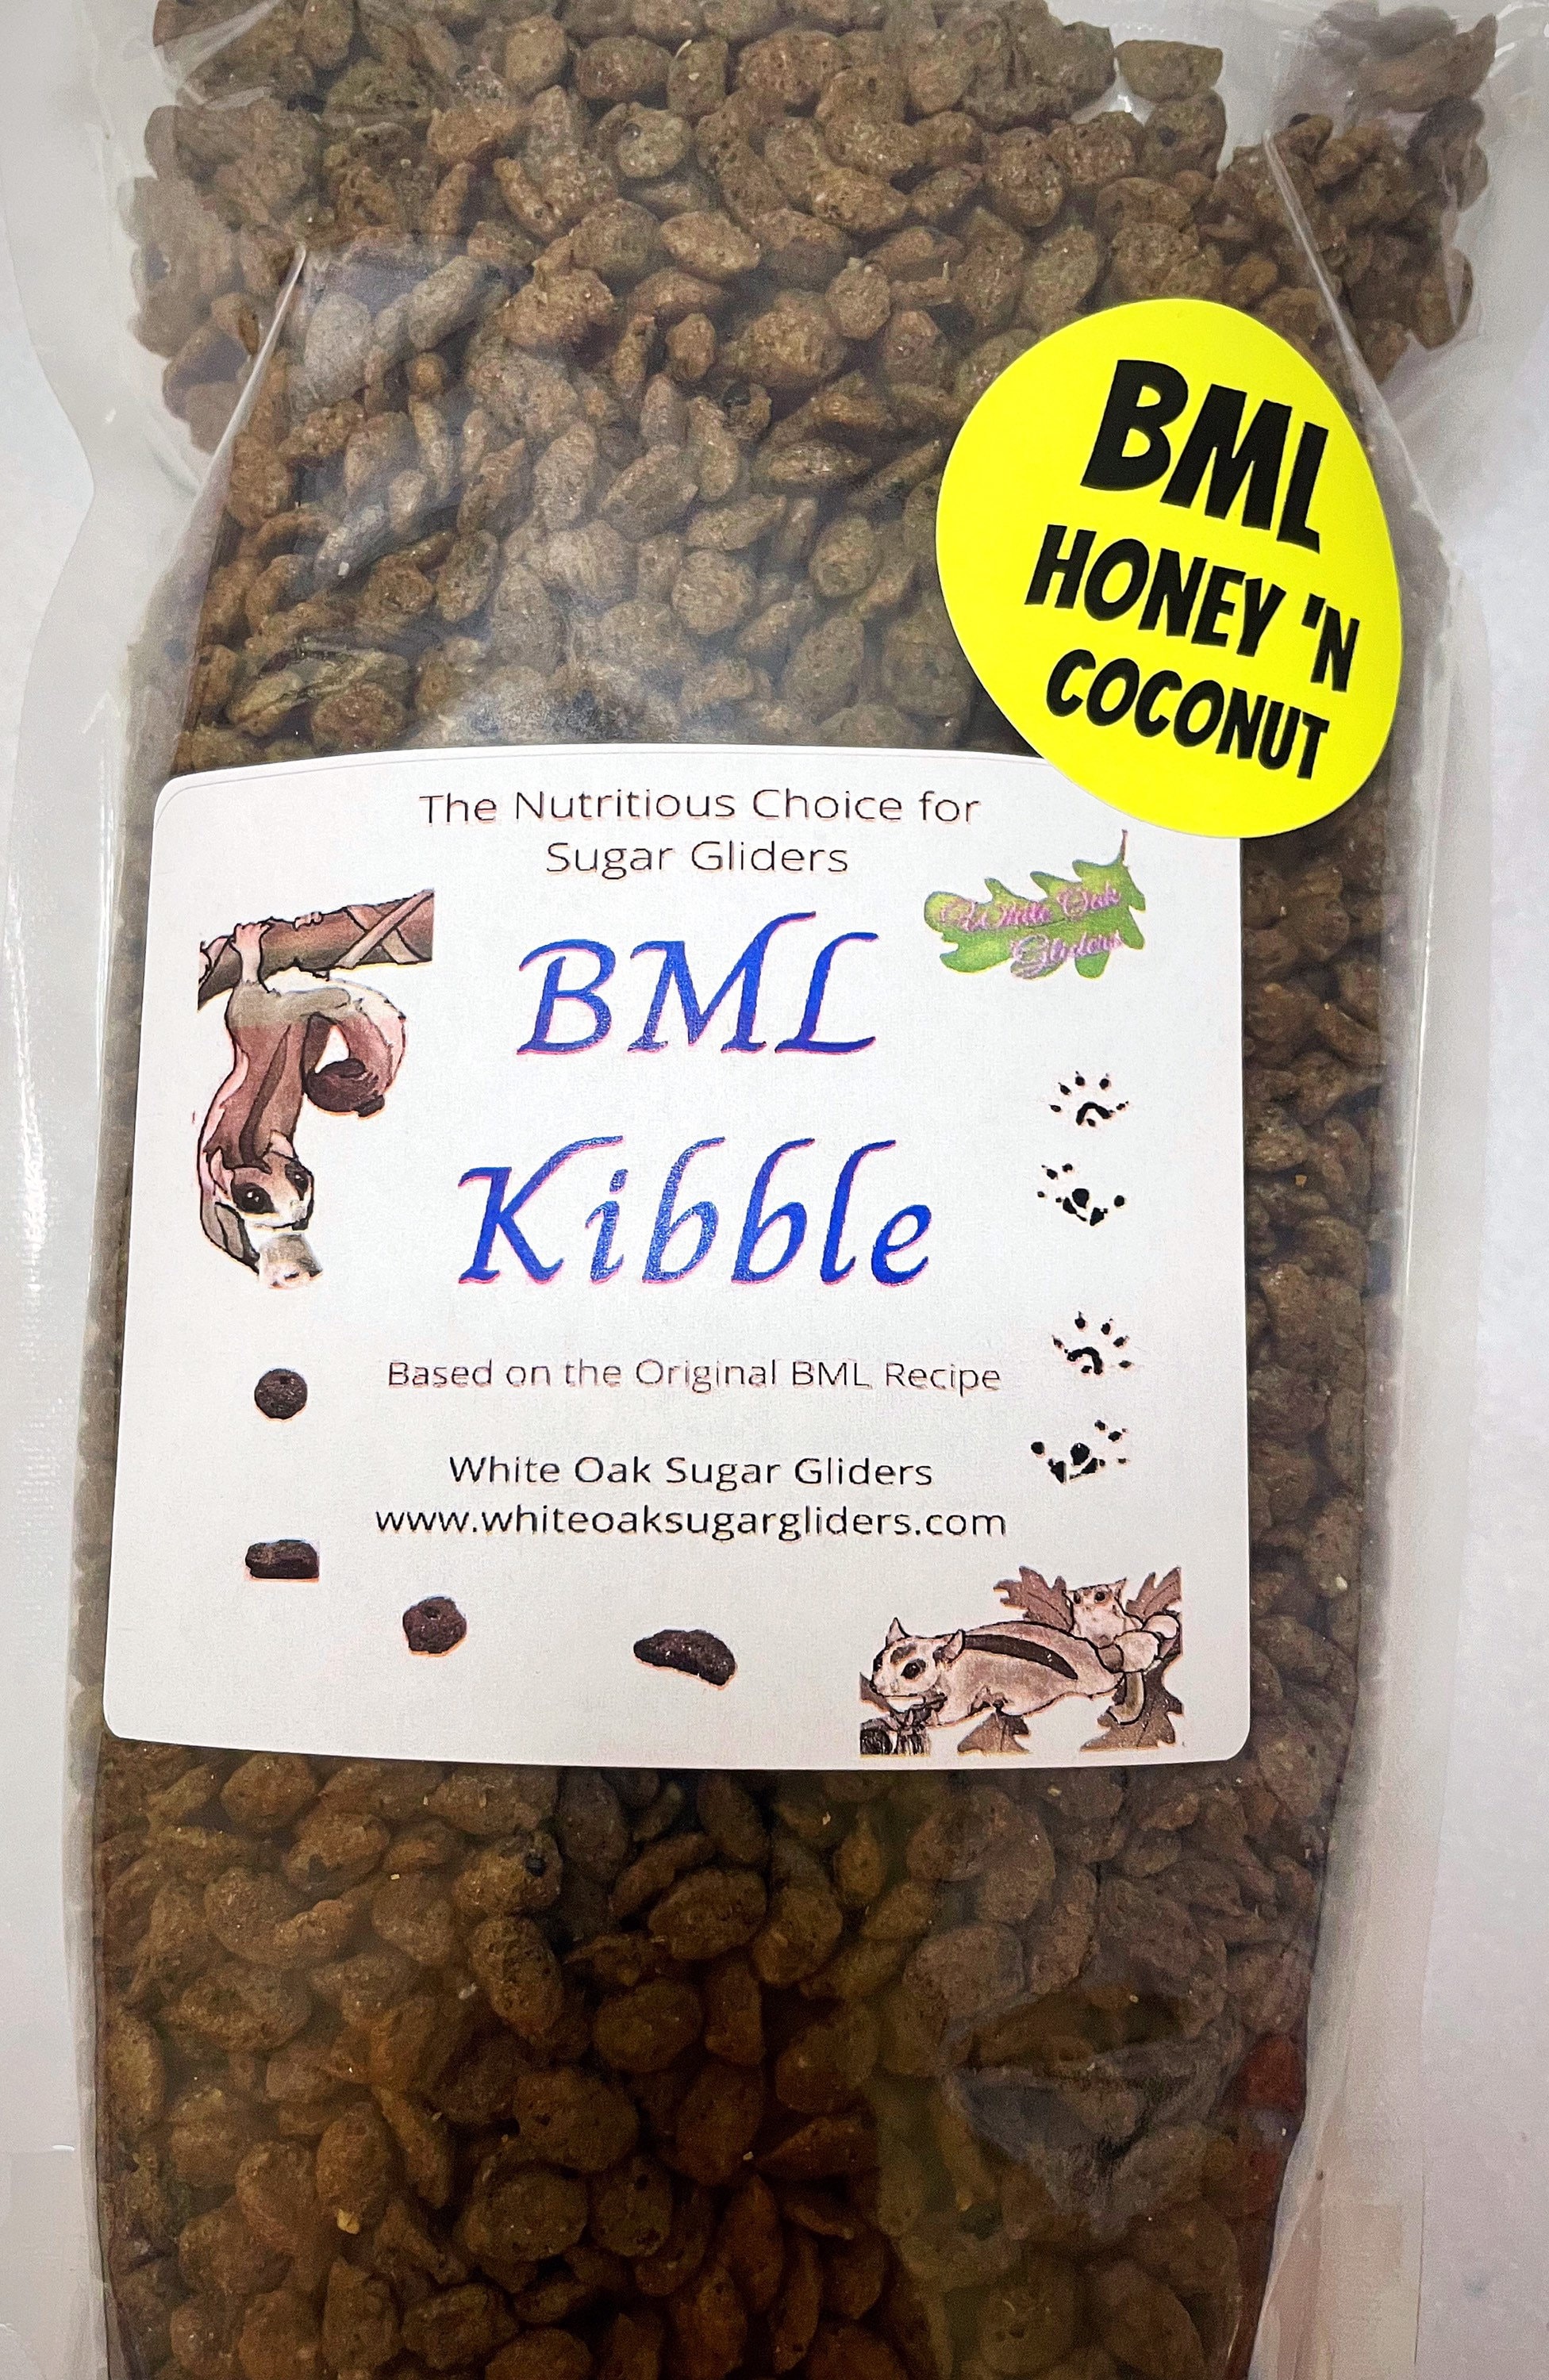 BML
HONEY 'N
COCONUT
The Nutritious Choice for
Sugar Gliders
White Oak
Gliders
BML
Kibble
Based on the Original BML Recipe
White Oak Sugar Gliders
www.whiteoaksugargliders.com